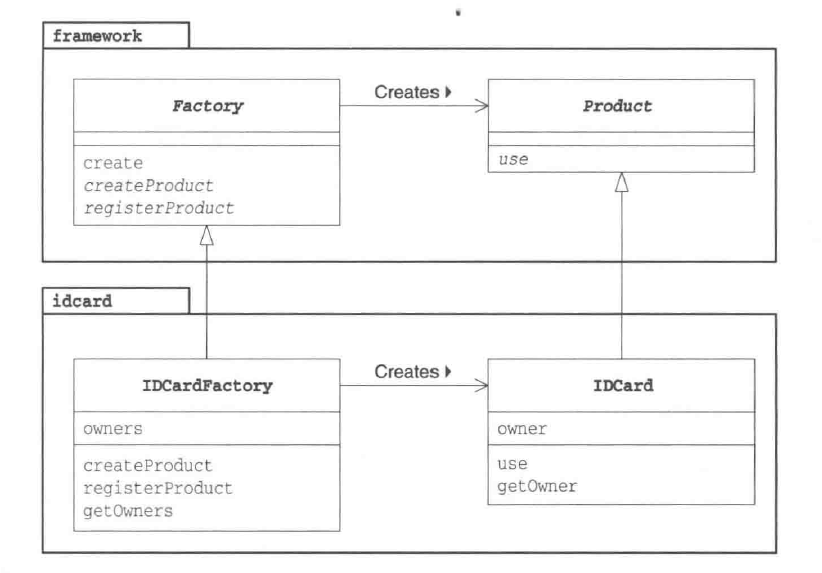 framework
Factory
Creates
Product
create
createProduct
registerProduct
use
idcard
IDCardFactory
Creates
IDCard
owners
owner
createProduct
registerProduct
getOwners
use
getOwner